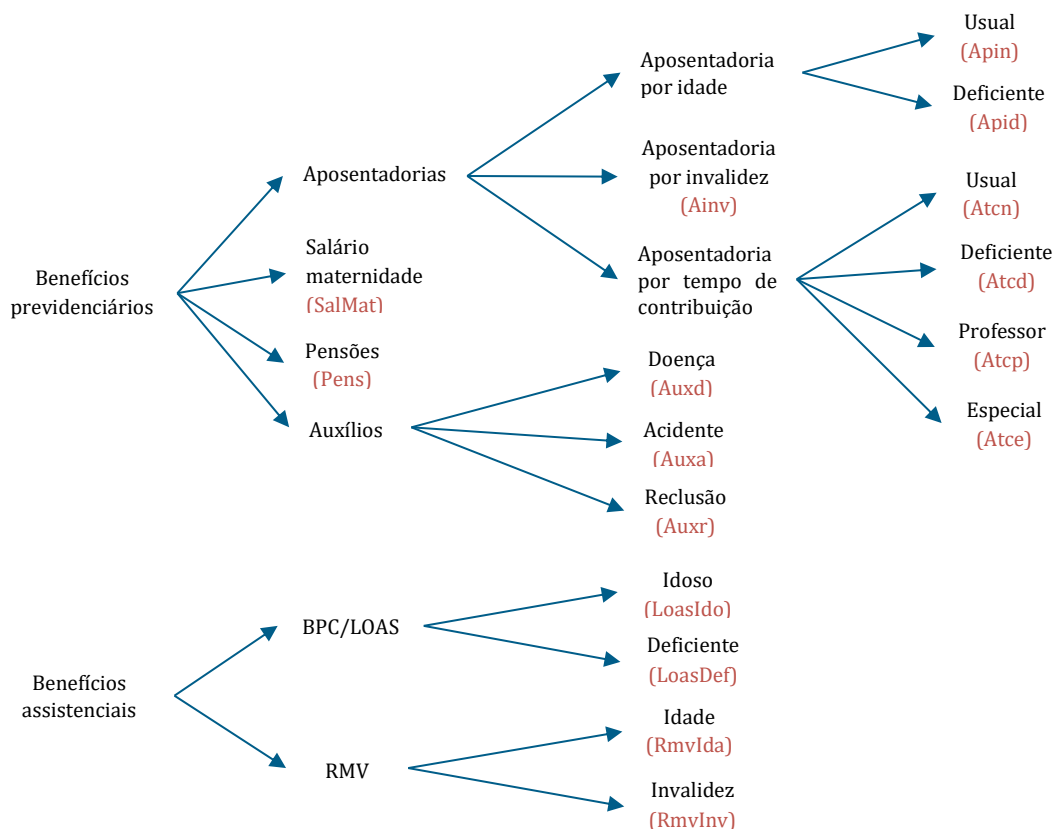 Usual
(Apin)
Aposentadoria
por idade
Deficiente
(Apid)
Aposentadoria
por invalidez
(Ainv)
Aposentadorias
Usual
(Atcn)
Salário
maternidade
(SalMat)
Aposentadoria
por tempo de
contribuição
Deficiente
(Atcd)
Benefícios
previdenciários
Professor
(Atcp)
Pensões
(Pens)
Doença
(Auxd)
Especial
(Atce)
Auxílios
Acidente
(Auxa)
Reclusão
(Auxr)
Idoso
(LoasIdo)
BPC/LOAS
Deficiente
(LoasDef)
Benefícios
assistenciais
Idade
(RmvIda)
RMV
Invalidez
(RmvInv)